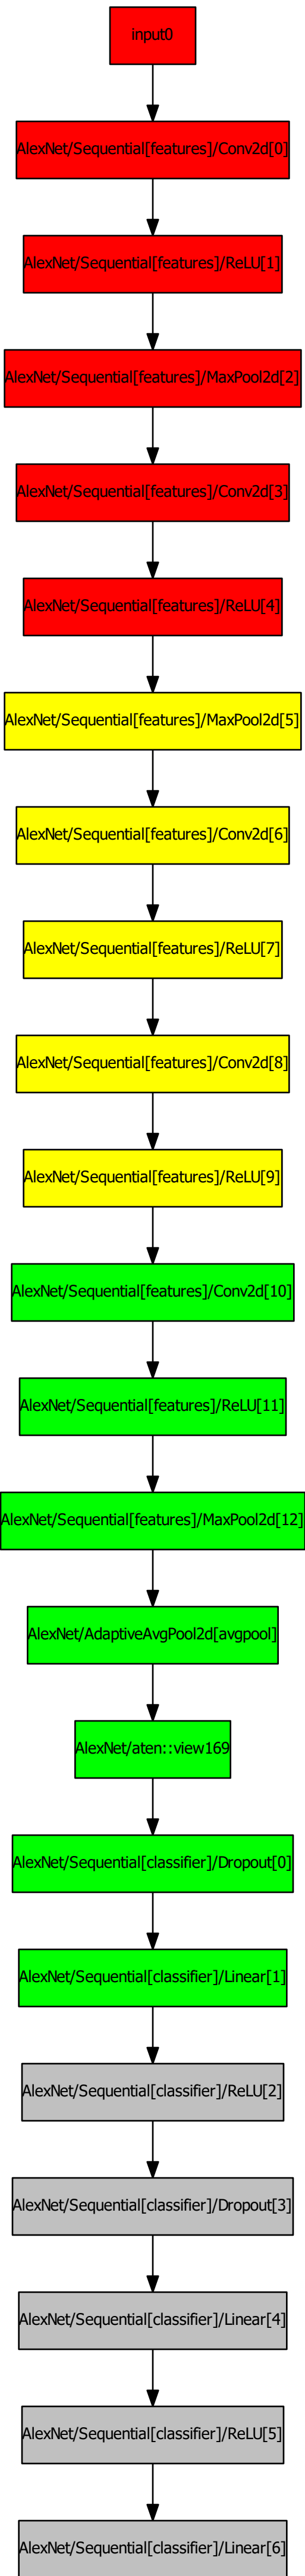 input0
AlexNet/Sequential[features]/Conv2d[0]
AlexNet/Sequential[features]/ReLU[1]
AlexNet/Sequential[features]/MaxPool2d[2]
AlexNet/Sequential[features]/Conv2d[3]
AlexNet/Sequential[features]/ReLU[4]
AlexNet/Sequential[features]/MaxPool2d[5]
AlexNet/Sequential[features]/Conv2d[6]
AlexNet/Sequential[features]/ReLU[7]
AlexNet/Sequential[features]/Conv2d[8]
AlexNet/Sequential[features]/ReLU[9]
AlexNet/Sequential[features]/Conv2d[10]
AlexNet/Sequential[features]/ReLU[11]
AlexNet/Sequential[features]/MaxPool2d[12]
AlexNet/AdaptiveAvgPool2d[avgpool]
AlexNet/aten::view169
AlexNet/Sequential[classifier]/Dropout[0]
AlexNet/Sequential[classifier]/Linear[1]
AlexNet/Sequential[classifier]/ReLU[2]
AlexNet/Sequential[classifier]/Dropout[3]
AlexNet/Sequential[classifier]/Linear[4]
AlexNet/Sequential[classifier]/ReLU[5]
AlexNet/Sequential[classifier]/Linear[6]